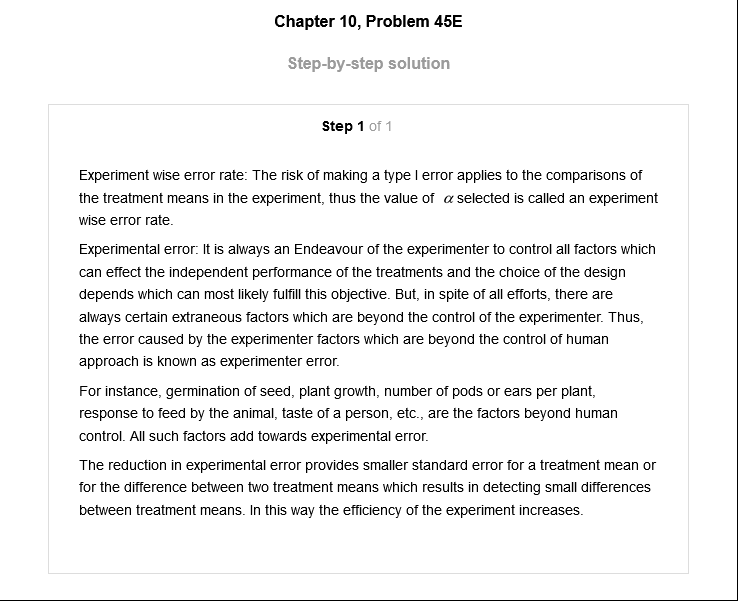 Chapter 10, Problem 45E
Step-by-step solution
Step 1 of 1
Experiment wise error rate: The risk of making a type I error applies to the comparisons of
the treatment means in the experiment, thus the value of α selected is called an experiment
wise error rate.
Experimental error: It is always an Endeavour of the experimenter to control all factors which
can effect the independent performance of the treatments and the choice of the design
depends which can most likely fulfill this objective. But, in spite of all efforts, there are
always certain extraneous factors which are beyond the control of the experimenter. Thus,
the error caused by the experimenter factors which are beyond the control of human
approach is known as experimenter error.
For instance, germination of seed, plant growth, number of pods or ears per plant,
response to feed by the animal, taste of a person, etc., are the factors beyond human
control. All such factors add towards experimental error.
The reduction in experimental error provides smaller standard error for a treatment mean or
for the difference between two treatment means which results in detecting small differences
between treatment means. In this way the efficiency of the experiment increases.